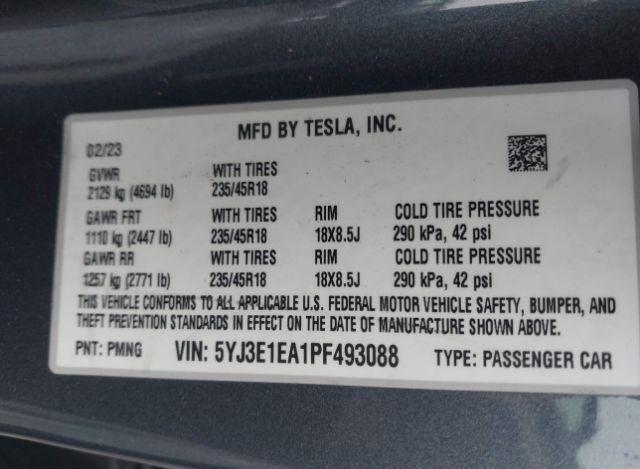 MFD BY TESLA, INC.
02/23
GVWR WITH TIRES
2129 kg (4694 lb) 235/45R18
GAWR FRT WITH TIRES RIM COLD TIRE PRESSURE
1110 kg (2447 lb) 235/45R18 18X8.5J 290 kPa, 42 psi
GAWR RR WITH TIRES RIM COLD TIRE PRESSURE
1257 kg (2771 lb) 235/45R18 18X8.5J 290 kPa, 42 psi
THIS VEHICLE CONFORMS TO ALL APPLICABLE U.S. FEDERAL MOTOR VEHICLE SAFETY, BUMPER, AND
THEFT PREVENTION STANDARDS IN EFFECT ON THE DATE OF MANUFACTURE SHOWN ABOVE.
PNT: PMNG VIN: 5YJ3E1EA1PF493088 TYPE: PASSENGER CAR